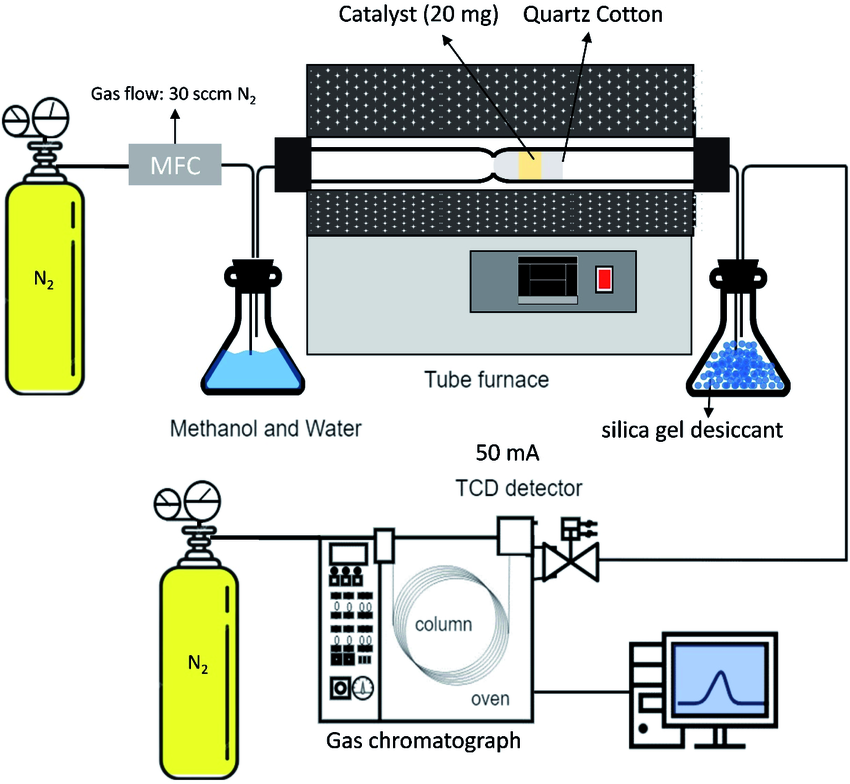 Catalyst (20 mg)
Quartz Cotton
Gas flow: 30 sccm N₂
MFC
N₂
Tube furnace
Methanol and Water
silica gel desiccant
50 mA
TCD detector
column
N₂
oven
Gas chromatograph